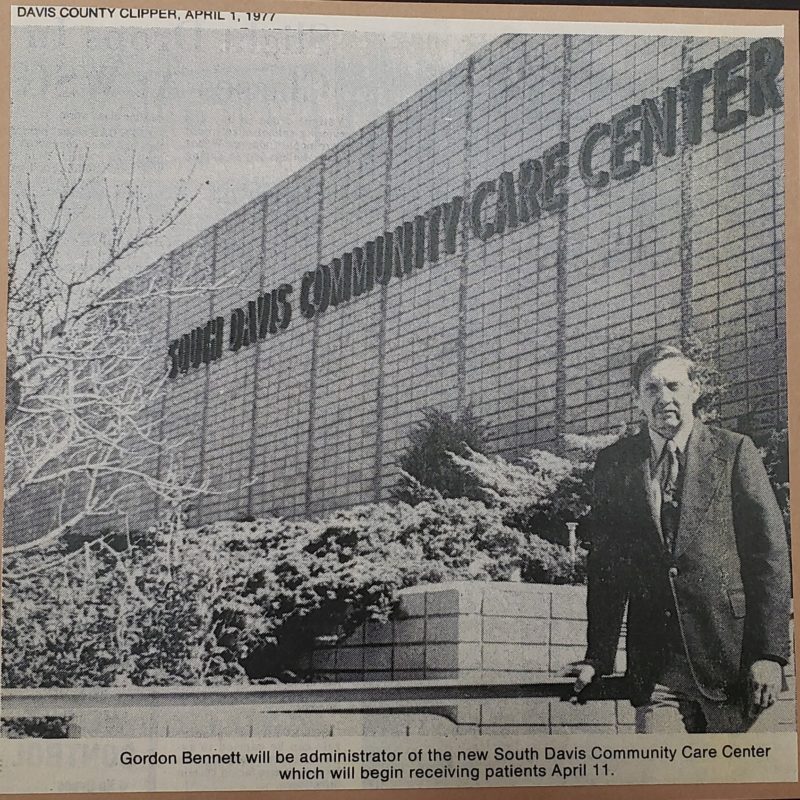 DAVIS COUNTY CLIPPER, APRIL 1, 1977
SOUTH DAVIS COMMUNITY CARE CENTER
Gordon Bennett will be administrator of the new South Davis Community Care Center
which will begin receiving patients April 11.